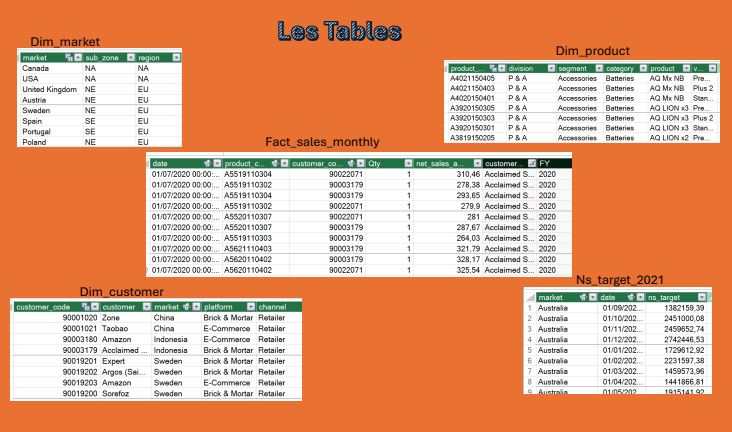 Les Tables
Dim_market
market sub_zone region
Canada NA NA
USA NA NA
United Kingdom NE EU
Austria NE EU
Sweden NE EU
Spain SE EU
Portugal SE EU
Poland NE EU
Dim_product
product_... division segment category product v...
A4021150405 P & A Accessories Batteries AQ Mx NB Pre...
A4021150403 P & A Accessories Batteries AQ Mx NB Plus 2
A4020150401 P & A Accessories Batteries AQ Mx NB Stan...
A3920150305 P & A Accessories Batteries AQ LION x3 Pre...
A3920150303 P & A Accessories Batteries AQ LION x3 Plus 2
A3920150301 P & A Accessories Batteries AQ LION x3 Stan...
A3819150205 P & A Accessories Batteries AQ LION x2 Pre...
Fact_sales_monthly
date product_c... customer_co... Qty net_sales_a... customer... FY
01/07/2020 00:00:... A5519110304 90022071 1 310,46 Acclaimed S... 2020
01/07/2020 00:00:... A5519110302 90003179 1 278,38 Acclaimed S... 2020
01/07/2020 00:00:... A5519110304 90003179 1 293,65 Acclaimed S... 2020
01/07/2020 00:00:... A5519110302 90022071 1 279,9 Acclaimed S... 2020
01/07/2020 00:00:... A5520110307 90022071 1 281 Acclaimed S... 2020
01/07/2020 00:00:... A5520110307 90003179 1 287,67 Acclaimed S... 2020
01/07/2020 00:00:... A5519110303 90003179 1 264,03 Acclaimed S... 2020
01/07/2020 00:00:... A5621110403 90003179 1 321,79 Acclaimed S... 2020
01/07/2020 00:00:... A5620110402 90003179 1 328,17 Acclaimed S... 2020
01/07/2020 00:00:... A5620110402 90022071 1 325,54 Acclaimed S... 2020
Dim_customer
customer_code customer market platform channel
90001020 Zone China Brick & Mortar Retailer
90001021 Taobao China E-Commerce Retailer
90003180 Amazon Indonesia E-Commerce Retailer
90003179 Acclaimed ... Indonesia Brick & Mortar Retailer
90019201 Expert Sweden Brick & Mortar Retailer
90019202 Argos (Sai... Sweden Brick & Mortar Retailer
90019203 Amazon Sweden E-Commerce Retailer
90019200 Sorefoz Sweden Brick & Mortar Retailer
Ns_target_2021
market date ns_target
1 Australia 01/09/202... 1382159,39
2 Australia 01/10/202... 2451000,08
3 Australia 01/11/202... 2459652,74
4 Australia 01/12/202... 2742446,53
5 Australia 01/01/202... 1729612,92
6 Australia 01/02/202... 2231597,38
7 Australia 01/03/202... 1459573,96
8 Australia 01/04/202... 1441866,81
9 Australia 01/05/202... 1915141,92